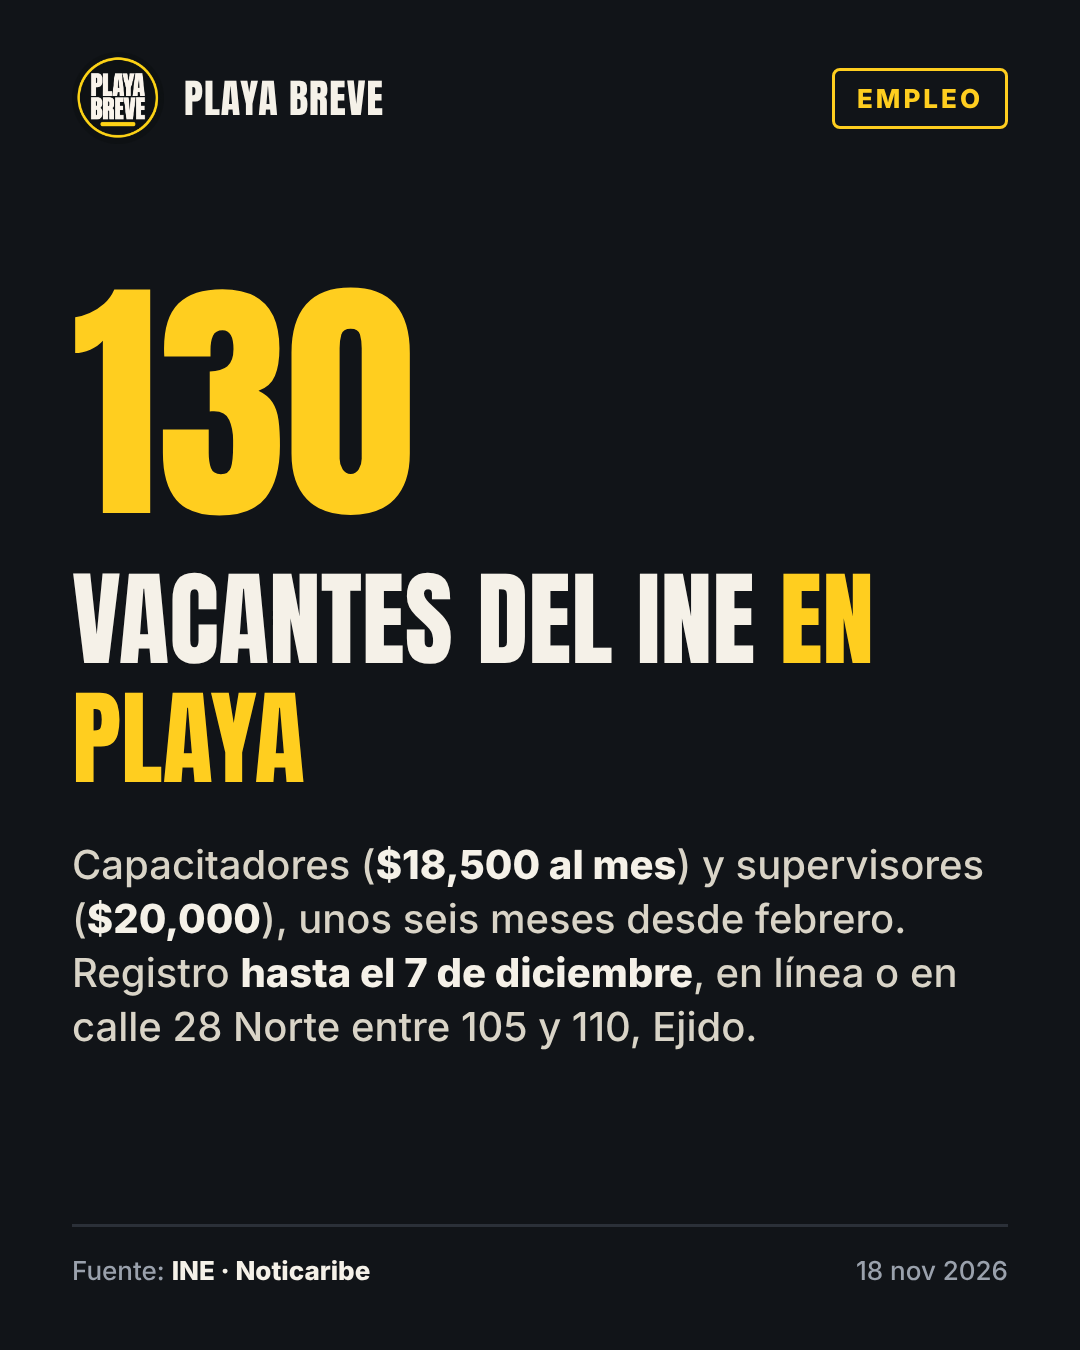 PLAYA
BREVE
PLAYA BREVE
EMPLEO
130
VACANTES DEL INE EN
PLAYA
Capacitadores ($18,500 al mes) y supervisores
($20,000), unos seis meses desde febrero.
Registro hasta el 7 de diciembre, en línea o en
calle 28 Norte entre 105 y 110, Ejido.
Fuente: INE · Noticaribe
18 nov 2026